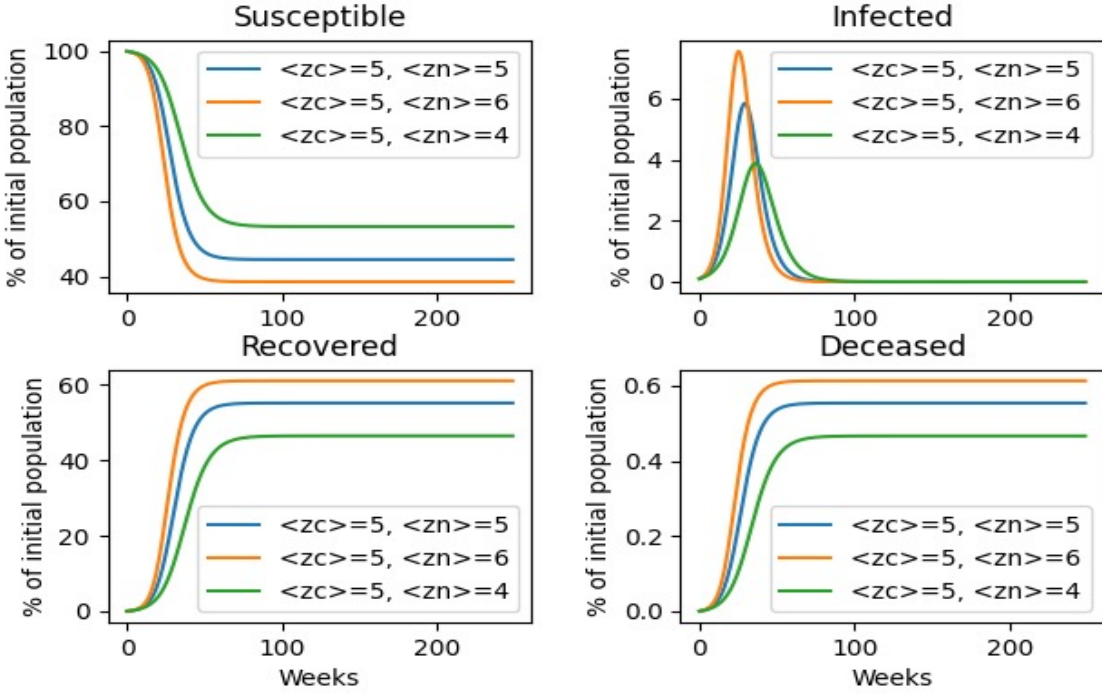 Susceptible
% of initial population
100
80
60
40
0
100
200
<zc>=5, <zn>=5
<zc>=5, <zn>=6
<zc>=5, <zn>=4
Infected
% of initial population
6
4
2
0
0
100
200
<zc>=5, <zn>=5
<zc>=5, <zn>=6
<zc>=5, <zn>=4
Recovered
% of initial population
60
40
20
0
0
100
200
<zc>=5, <zn>=5
<zc>=5, <zn>=6
<zc>=5, <zn>=4
Weeks
Deceased
% of initial population
0.6
0.4
0.2
0.0
0
100
200
<zc>=5, <zn>=5
<zc>=5, <zn>=6
<zc>=5, <zn>=4
Weeks